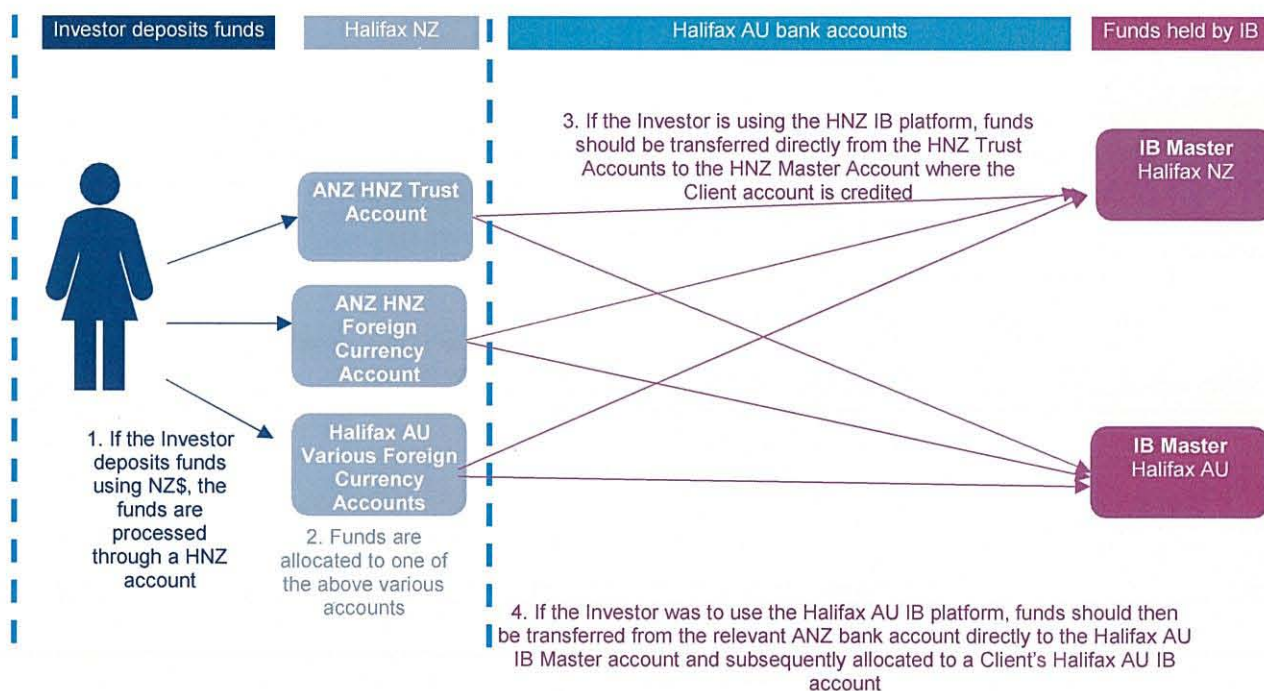 Investor deposits funds
Halifax NZ
Halifax AU bank accounts
Funds held by IB
3. If the Investor is using the HNZ IB platform, funds
should be transferred directly from the HNZ Trust
Accounts to the HNZ Master Account where the
Client account is credited
IB Master
Halifax NZ
ANZ HNZ Trust
Account
ANZ HNZ
Foreign
Currency
Account
Halifax AU
Various Foreign
Currency
Accounts
IB Master
Halifax AU
1. If the Investor
deposits funds
using NZ$, the
funds are
processed
through a HNZ
account
2. Funds are
allocated to one of
the above various
accounts
4. If the Investor was to use the Halifax AU IB platform, funds should then
be transferred from the relevant ANZ bank account directly to the Halifax AU
IB Master account and subsequently allocated to a Client's Halifax AU IB
account